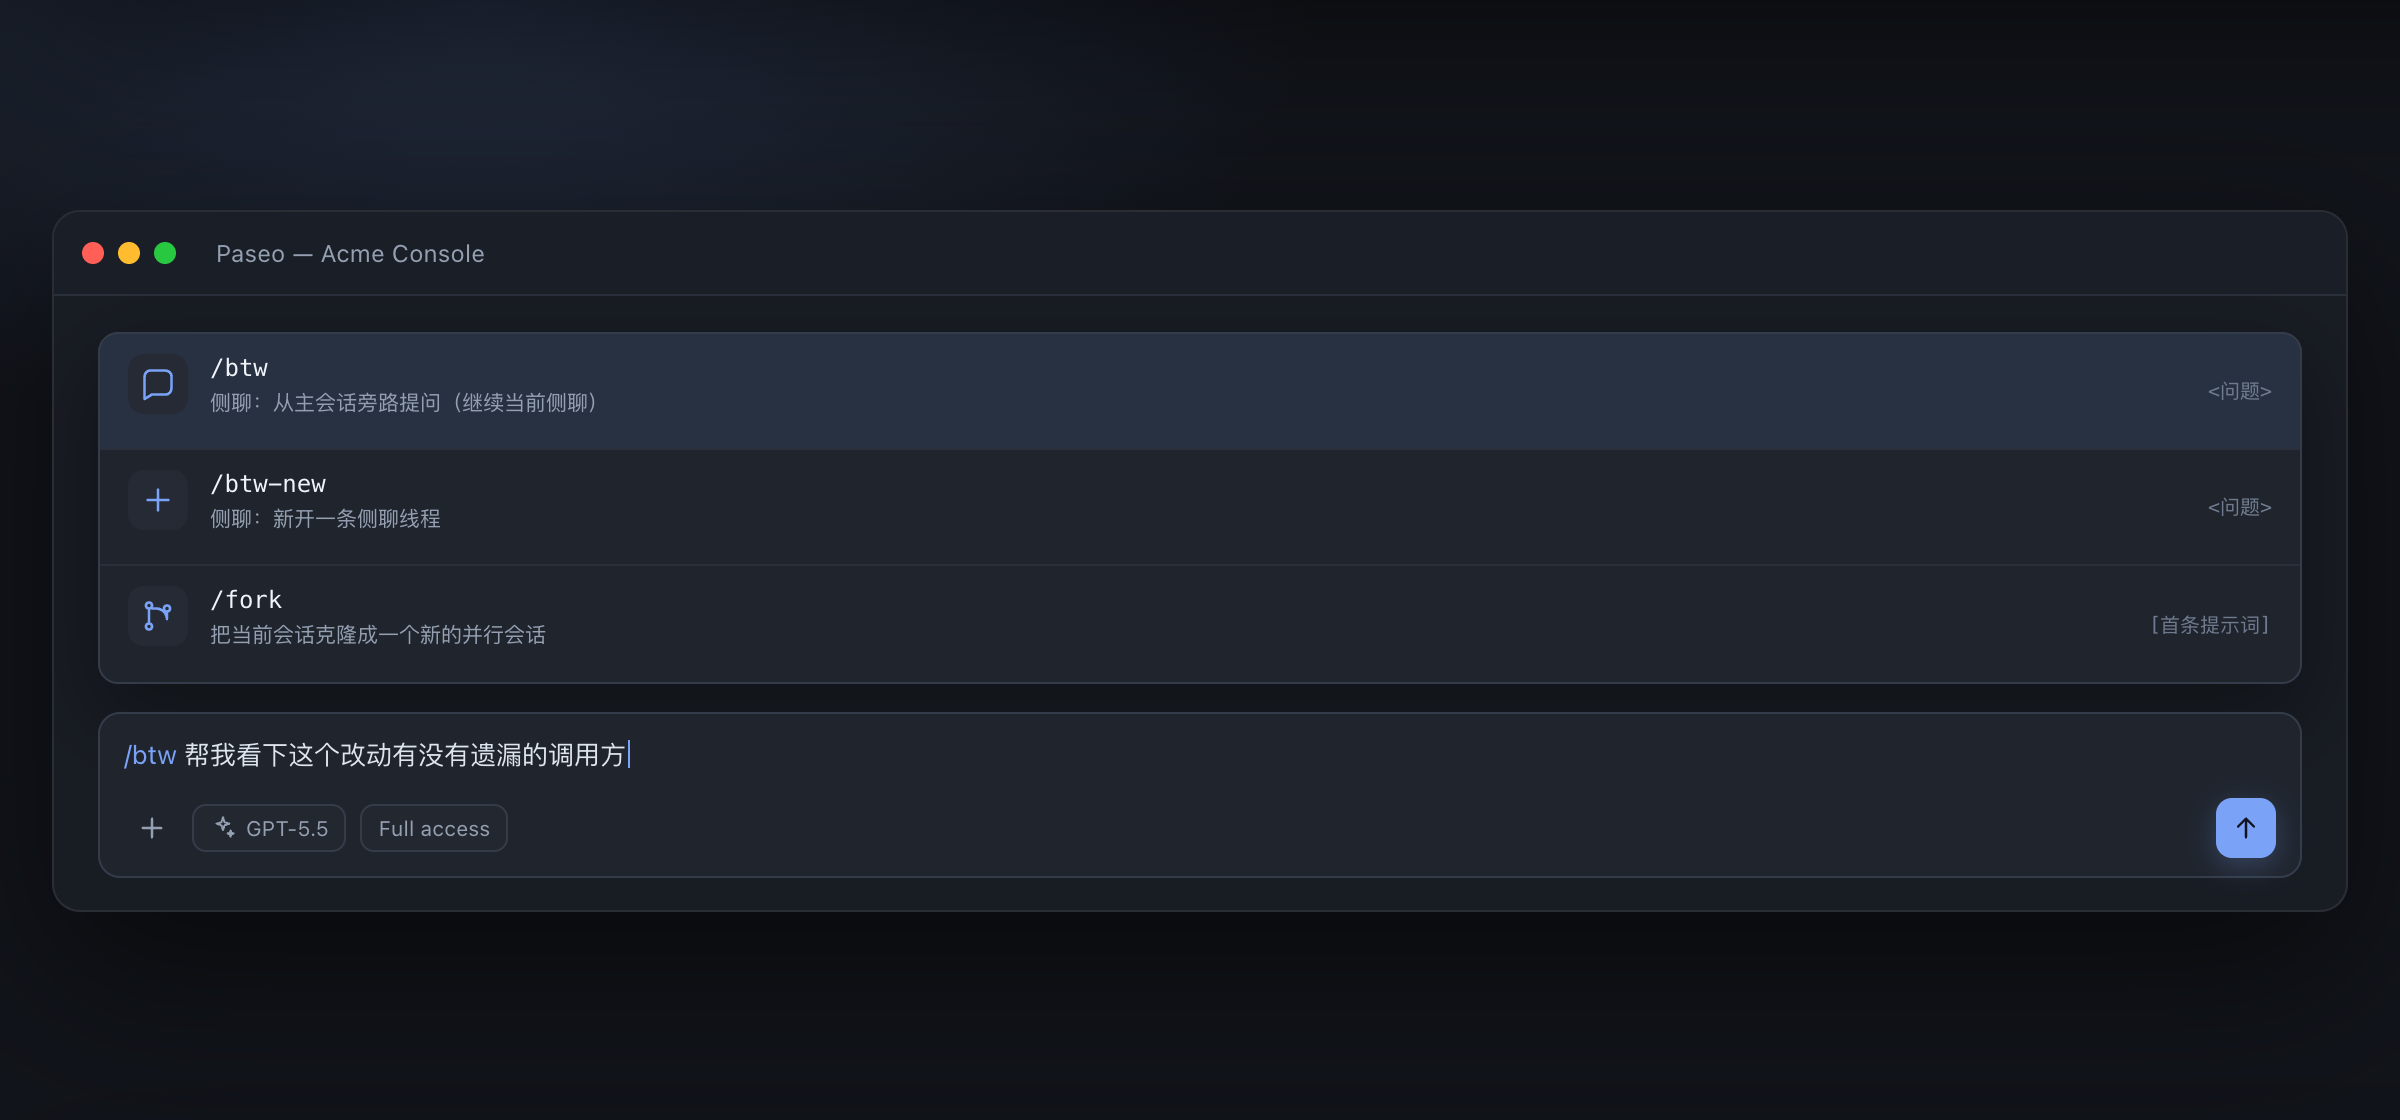 Paseo — Acme Console
/btw
侧聊：从主会话旁路提问（继续当前侧聊）
<问题>
/btw-new
侧聊：新开一条侧聊线程
<问题>
/fork
把当前会话克隆成一个新的并行会话
[首条提示词]
/btw 帮我看下这个改动有没有遗漏的调用方
GPT-5.5
Full access